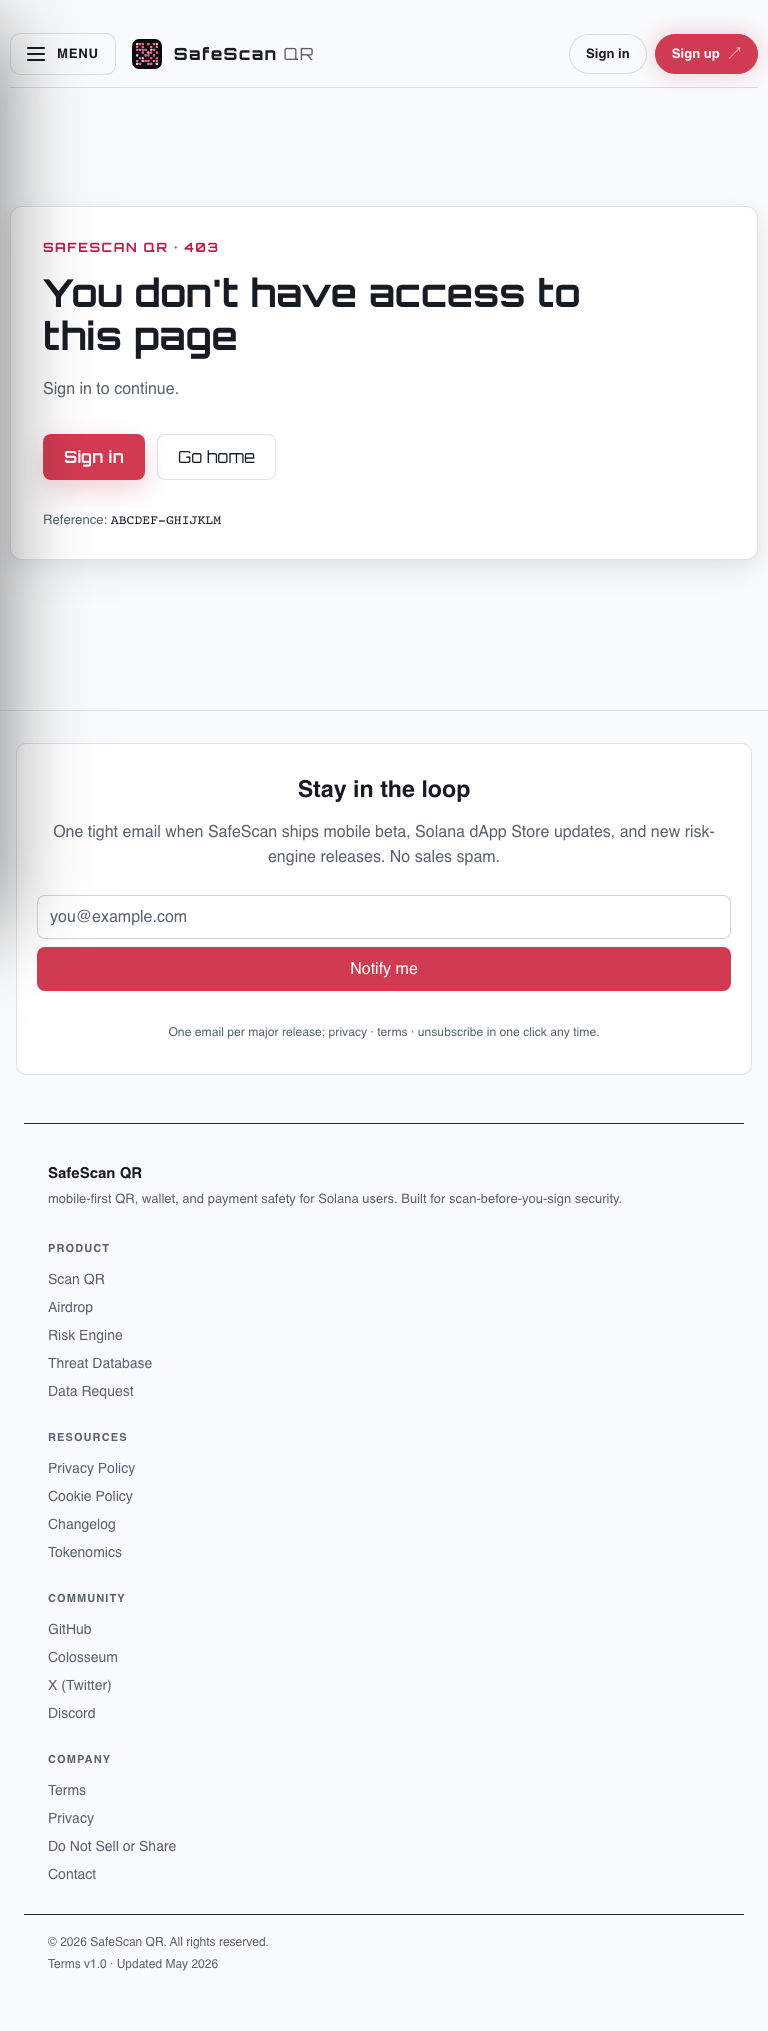 MENU
SafeScan QR
Sign in
Sign up ↗
SAFESCAN QR · 403
You don't have access to
this page
Sign in to continue.
Sign in
Go home
Reference: ABCDEF-GHIJKLM
Stay in the loop
One tight email when SafeScan ships mobile beta, Solana dApp Store updates, and new risk-
engine releases. No sales spam.
you@example.com
Notify me
One email per major release; privacy · terms · unsubscribe in one click any time.
SafeScan QR
mobile-first QR, wallet, and payment safety for Solana users. Built for scan-before-you-sign security.
PRODUCT
Scan QR
Airdrop
Risk Engine
Threat Database
Data Request
RESOURCES
Privacy Policy
Cookie Policy
Changelog
Tokenomics
COMMUNITY
GitHub
Colosseum
X (Twitter)
Discord
COMPANY
Terms
Privacy
Do Not Sell or Share
Contact
© 2026 SafeScan QR. All rights reserved.
Terms v1.0 · Updated May 2026